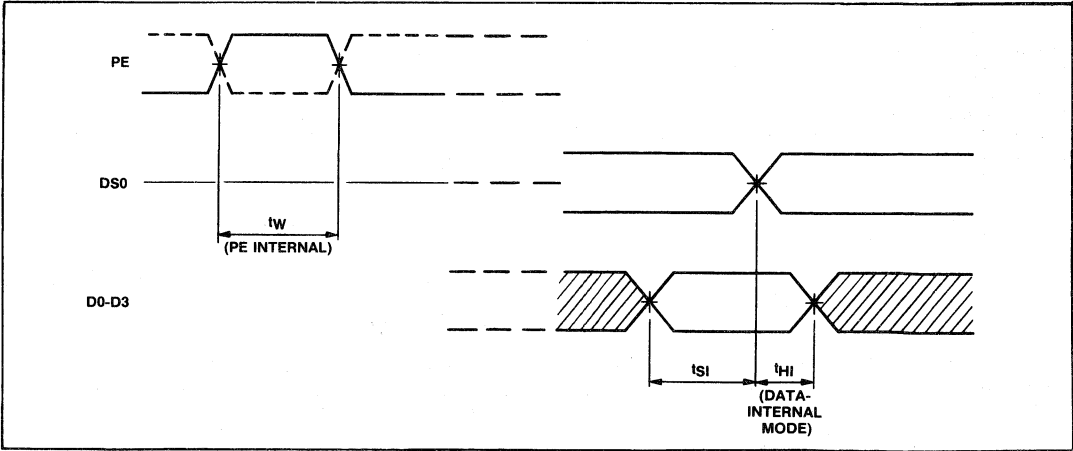 PE
DS0
tW
(PE INTERNAL)
D0-D3
tSI
tHI
(DATA-
INTERNAL
MODE)